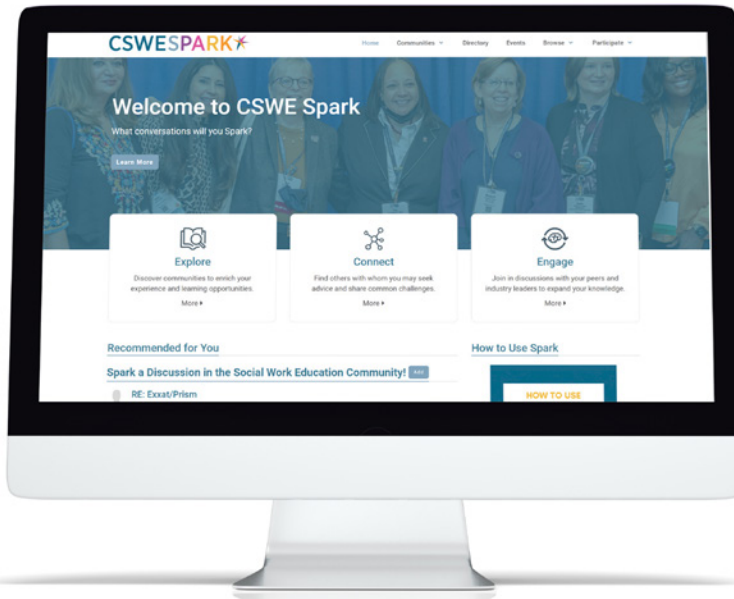 CSWESPARK
Home Communities Directory Events Browse Participate
Welcome to CSWE Spark
What conversations will you Spark?
Learn More
Explore
Discover communities to enrich your
experience and learning opportunities.
More
Connect
Find others with whom you may seek
advice and share common challenges.
More
Engage
Join in discussions with your peers and
industry leaders to expand your knowledge.
More
Recommended for You
How to Use Spark
Spark a Discussion in the Social Work Education Community!
RE: Exxat/Prism
HOW TO USE